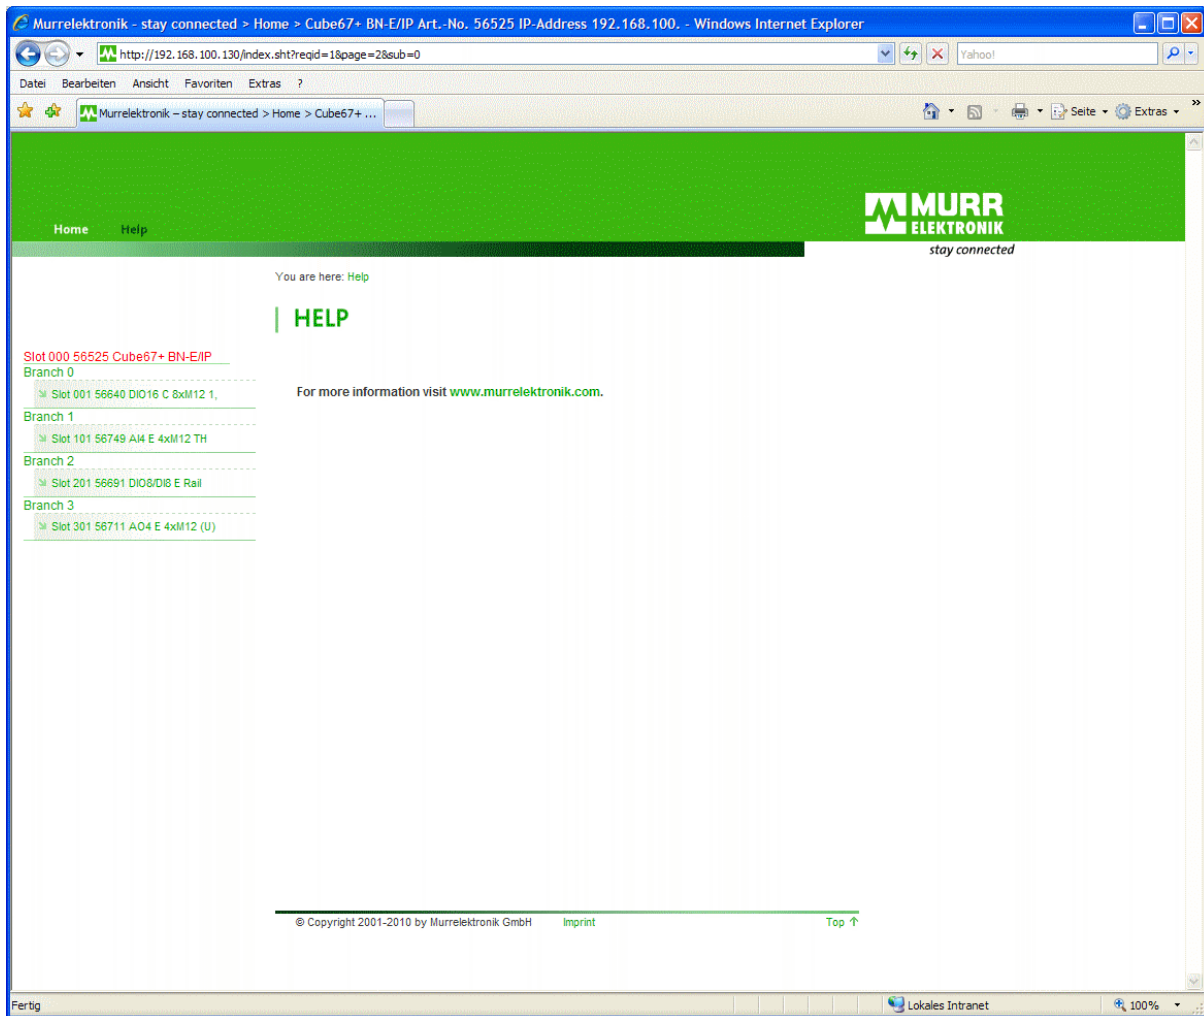 Murrelektronik - stay connected > Home > Cube67+ BN-E/IP Art.-No. 56525 IP-Address 192.168.100. - Windows Internet Explorer
http://192.168.100.130/index.sht?reqid=1&page=2&sub=0
Yahoo!
Datei Bearbeiten Ansicht Favoriten Extras ?
Murrelektronik – stay connected > Home > Cube67+ ...
Seite Extras »
MURR
ELEKTRONIK
Home Help
stay connected
You are here: Help
HELP
Slot 000 56525 Cube67+ BN-E/IP
Branch 0
Slot 001 56640 DIO16 C 8xM12 1,
For more information visit www.murrelektronik.com.
Branch 1
Slot 101 56749 AI4 E 4xM12 TH
Branch 2
Slot 201 56691 DIO8/DI8 E Rail
Branch 3
Slot 301 56711 AO4 E 4xM12 (U)
© Copyright 2001-2010 by Murrelektronik GmbH Imprint Top ↑
Fertig Lokales Intranet 100%